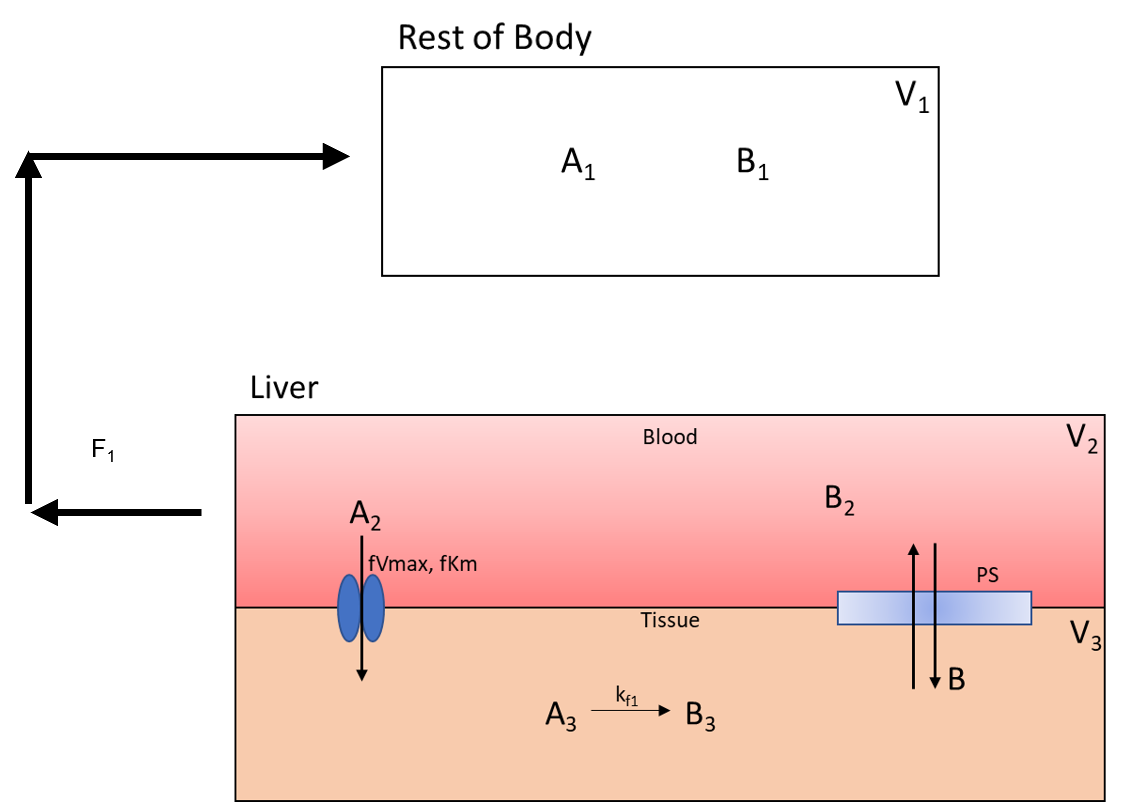 Rest of Body
V₁
A₁ B₁
Liver
F₁
Blood
V₂
B₂
A₂
fVmax, fKm
PS
Tissue
V₃
B
A₃ k_f1 B₃